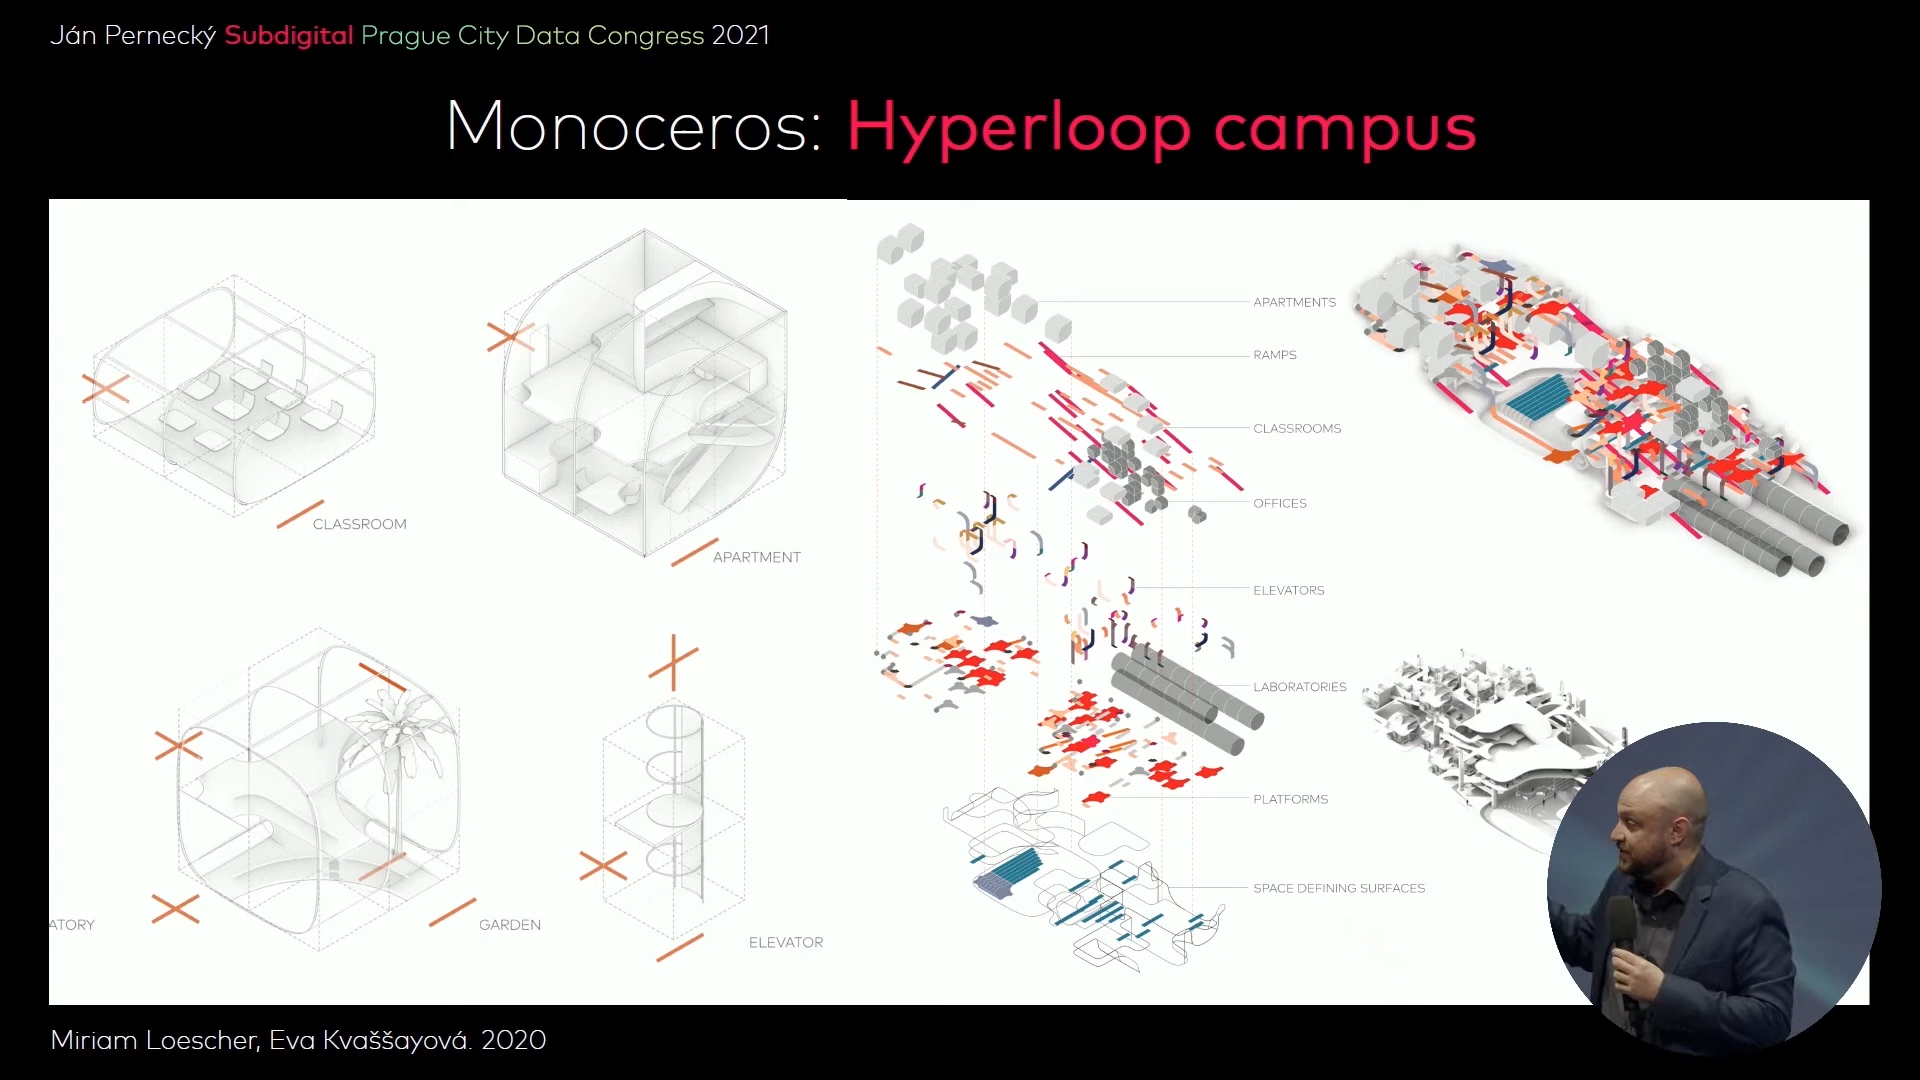 Ján Pernecký Subdigital Prague City Data Congress 2021
Monoceros: Hyperloop campus
CLASSROOM
APARTMENT
ATORY
GARDEN
ELEVATOR
APARTMENTS
RAMPS
CLASSROOMS
OFFICES
ELEVATORS
LABORATORIES
PLATFORMS
SPACE DEFINING SURFACES
Miriam Loescher, Eva Kvaššayová. 2020